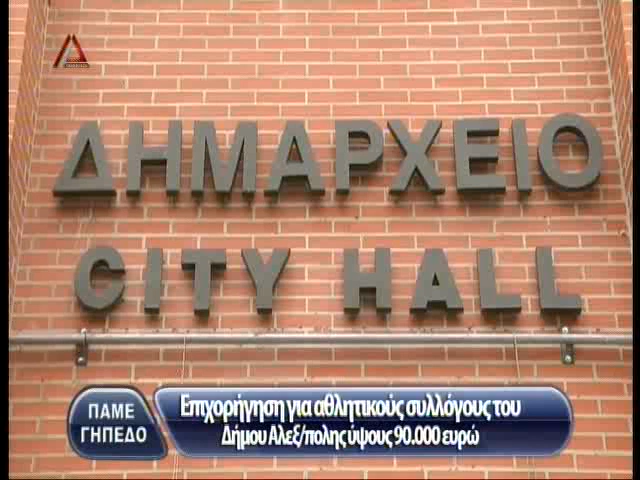 ΔΗΜΑΡΧΕΙΟ
CITY HALL
ΠΑΜΕ
ΓΗΠΕΔΟ
Επιχορήγηση για αθλητικούς συλλόγους του
Δήμου Αλεξ/πολης ύψους 90.000 ευρώ